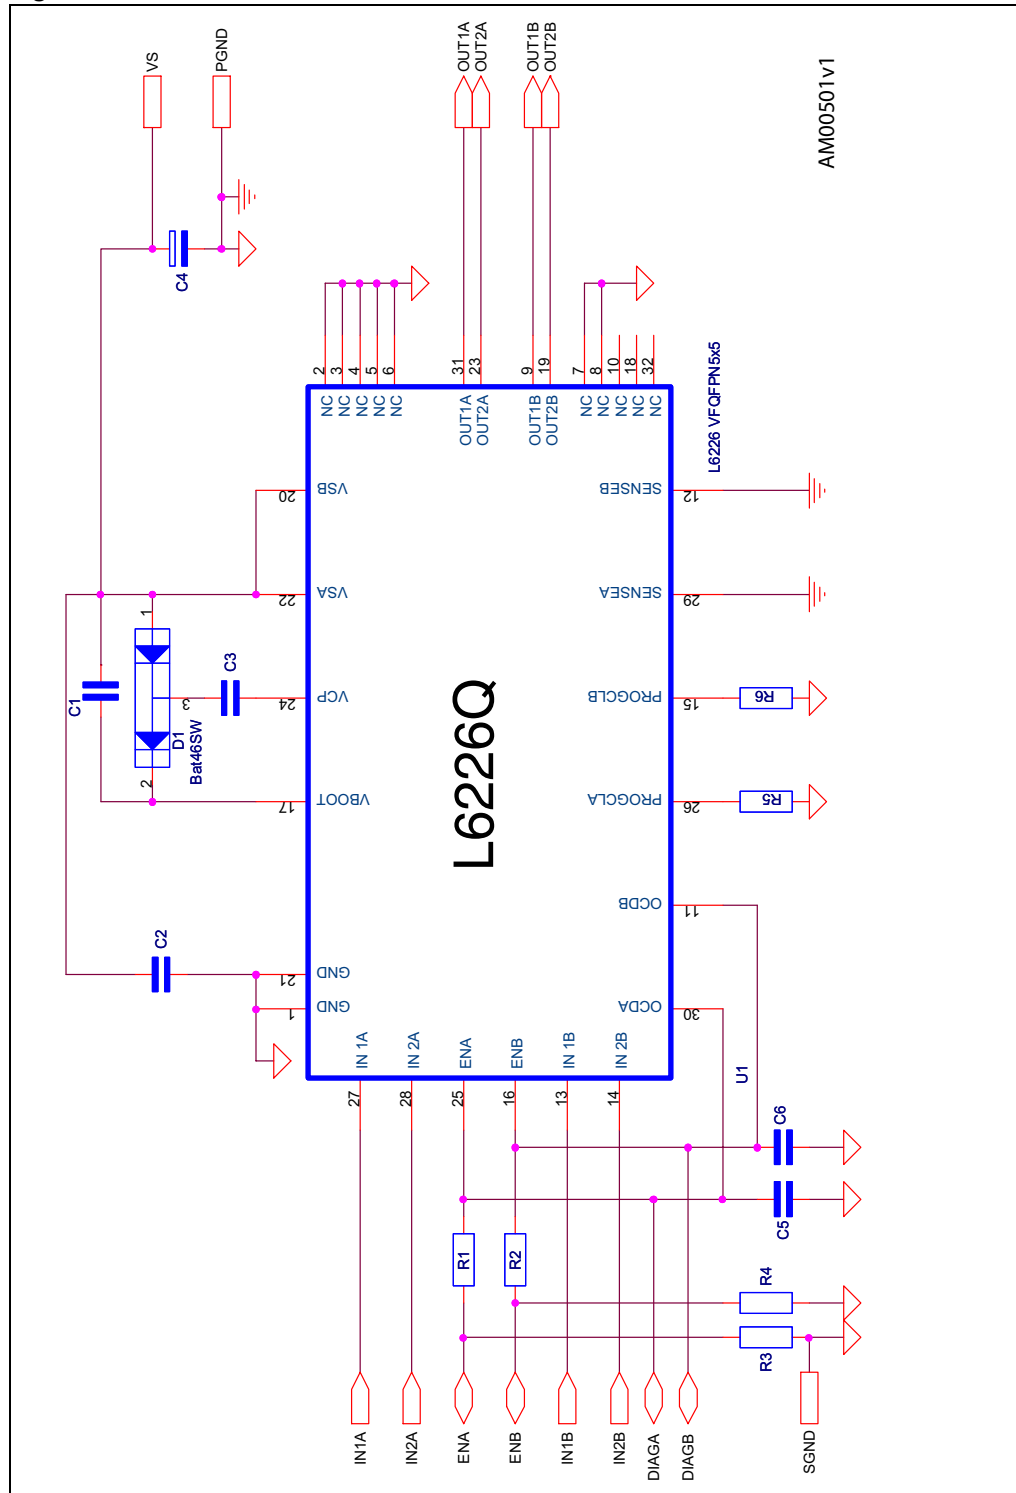 VS
PGND
OUT1A
OUT2A
OUT1B
OUT2B
AM00501v1
C4
2
3
4
5
6
31
23
9
19
7
8
10
18
32
NC
NC
NC
NC
NC
OUT1A
OUT2A
OUT1B
OUT2B
NC
NC
NC
NC
NC
L6226 VFQFPN5x5
20
VSB
SENSEB
12
22
VSA
SENSEA
29
C1
1
3
2
D1
Bat46SW
C3
24
VCP
PROGCLB
15
R6
17
VBOOT
PROGCLA
26
R5
L6226Q
OCDB
11
C2
21
GND
1
GND
OCDA
30
IN 1A
IN 2A
ENA
ENB
IN 1B
IN 2B
27
28
25
16
13
14
U1
C6
C5
R1
R2
R4
R3
IN1A
IN2A
ENA
ENB
IN1B
IN2B
DIAGA
DIAGB
SGND